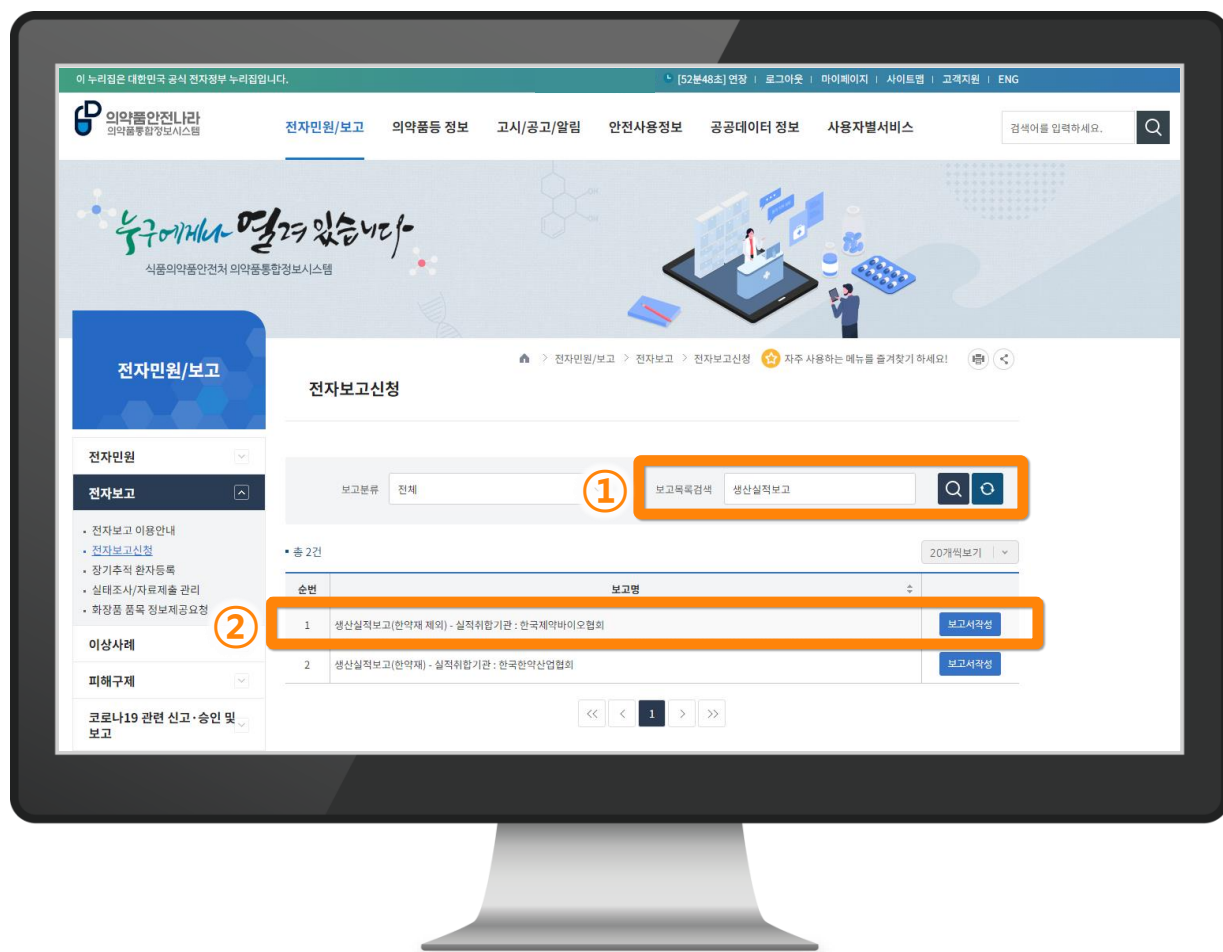 이 누리집은 대한민국 공식 전자정부 누리집입니다.
[52분48초] 연장 | 로그아웃 | 마이페이지 | 사이트맵 | 고객지원 | ENG
의약품안전나라
의약품통합정보시스템
전자민원/보고 의약품등 정보 고시/공고/알림 안전사용정보 공공데이터 정보 사용자별서비스
검색어를 입력하세요.
누구에게나 열려 있습니다
식품의약품안전처 의약품통합정보시스템
전자민원/보고
> 전자민원/보고 > 전자보고 > 전자보고신청 자주 사용하는 메뉴를 즐겨찾기 하세요!
전자보고신청
전자민원
전자보고
전자보고 이용안내
전자보고신청
장기추적 환자등록
실태조사/자료제출 관리
화장품 품목 정보제공요청
이상사례
피해구제
코로나19 관련 신고·승인 및
보고
보고분류 전체
① 보고목록검색 생산실적보고
총 2건
20개씩보기
순번 보고명
② 1 생산실적보고(한약재 제외) - 실적취합기관 : 한국제약바이오협회 보고서작성
2 생산실적보고(한약재) - 실적취합기관 : 한국한약산업협회 보고서작성
<< < 1 > >>